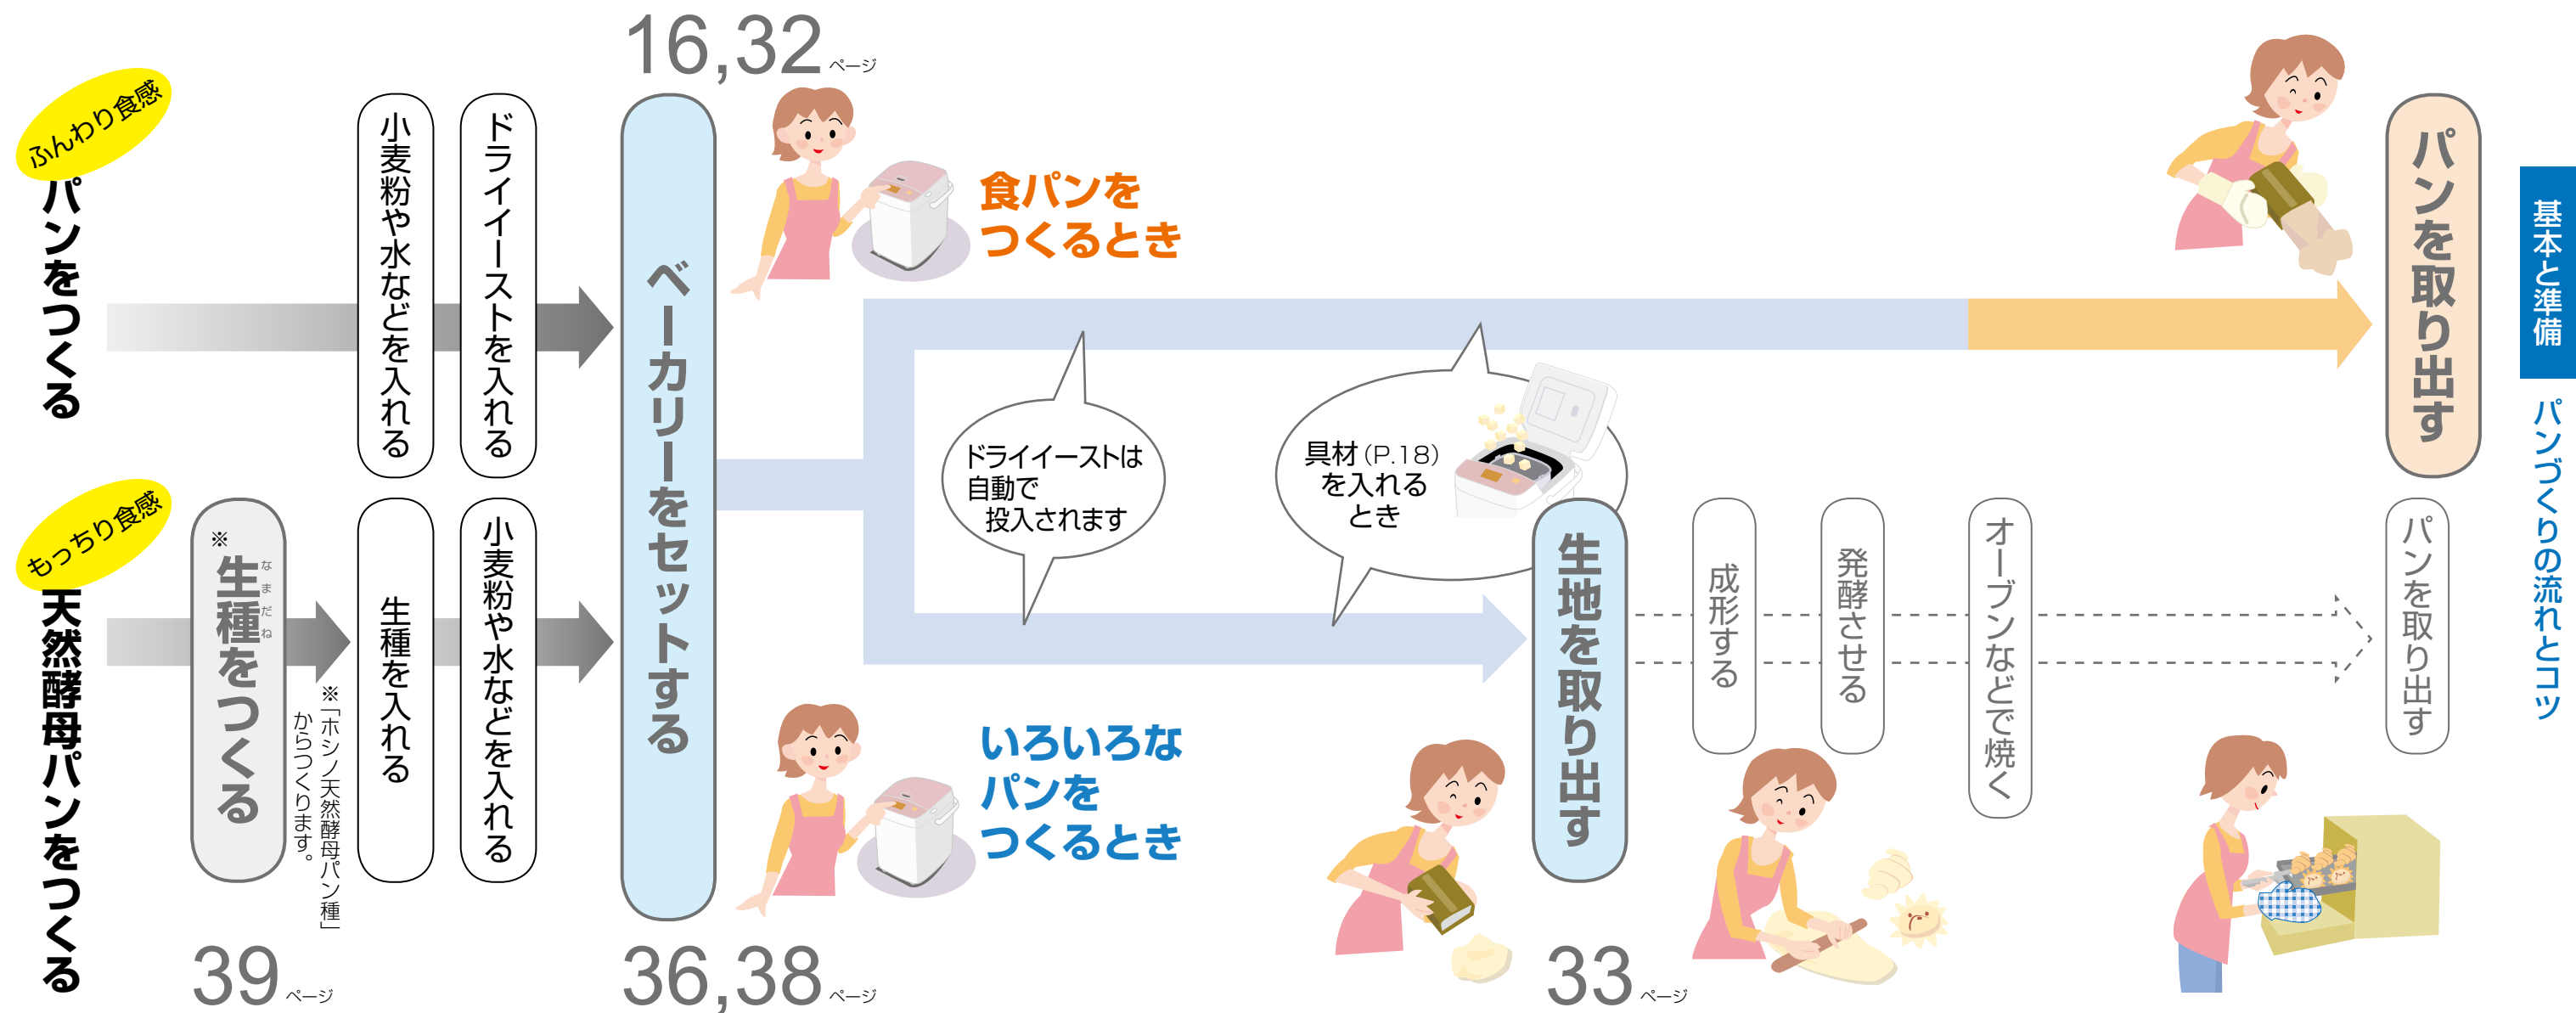 基本と準備
パンづくりの流れとコツ
ふんわり食感
パンをつくる
小麦粉や水などを入れる
ドライイーストを入れる
16,32ページ
ベーカリーをセットする
36,38ページ
食パンを
つくるとき
ドライイーストは
自動で
投入されます
具材(P.18)
を入れる
とき
パンを取り出す
もっちり食感
天然酵母パンをつくる
※生種をつくる
なまだね
※「ホシノ天然酵母パン種」
からつくります。
39ページ
生種を入れる
小麦粉や水などを入れる
いろいろな
パンを
つくるとき
生地を取り出す
33ページ
成形する
発酵させる
オーブンなどで焼く
パンを取り出す